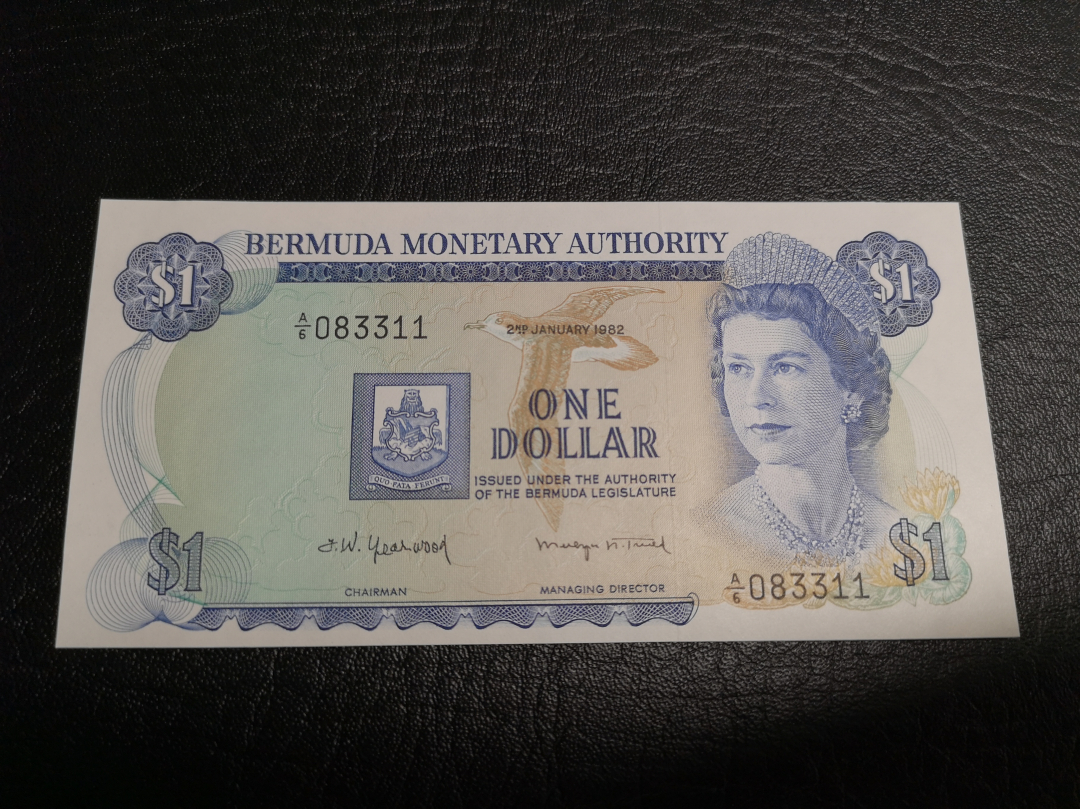 BERMUDA MONETARY AUTHORITY
$1
$1
A/6 083311
2ND JANUARY 1982
ONE
DOLLAR
QUO FATA FERUNT
ISSUED UNDER THE AUTHORITY
OF THE BERMUDA LEGISLATURE
$1
J.W. Yearwood
$1
CHAIRMAN
MANAGING DIRECTOR
A/6 083311